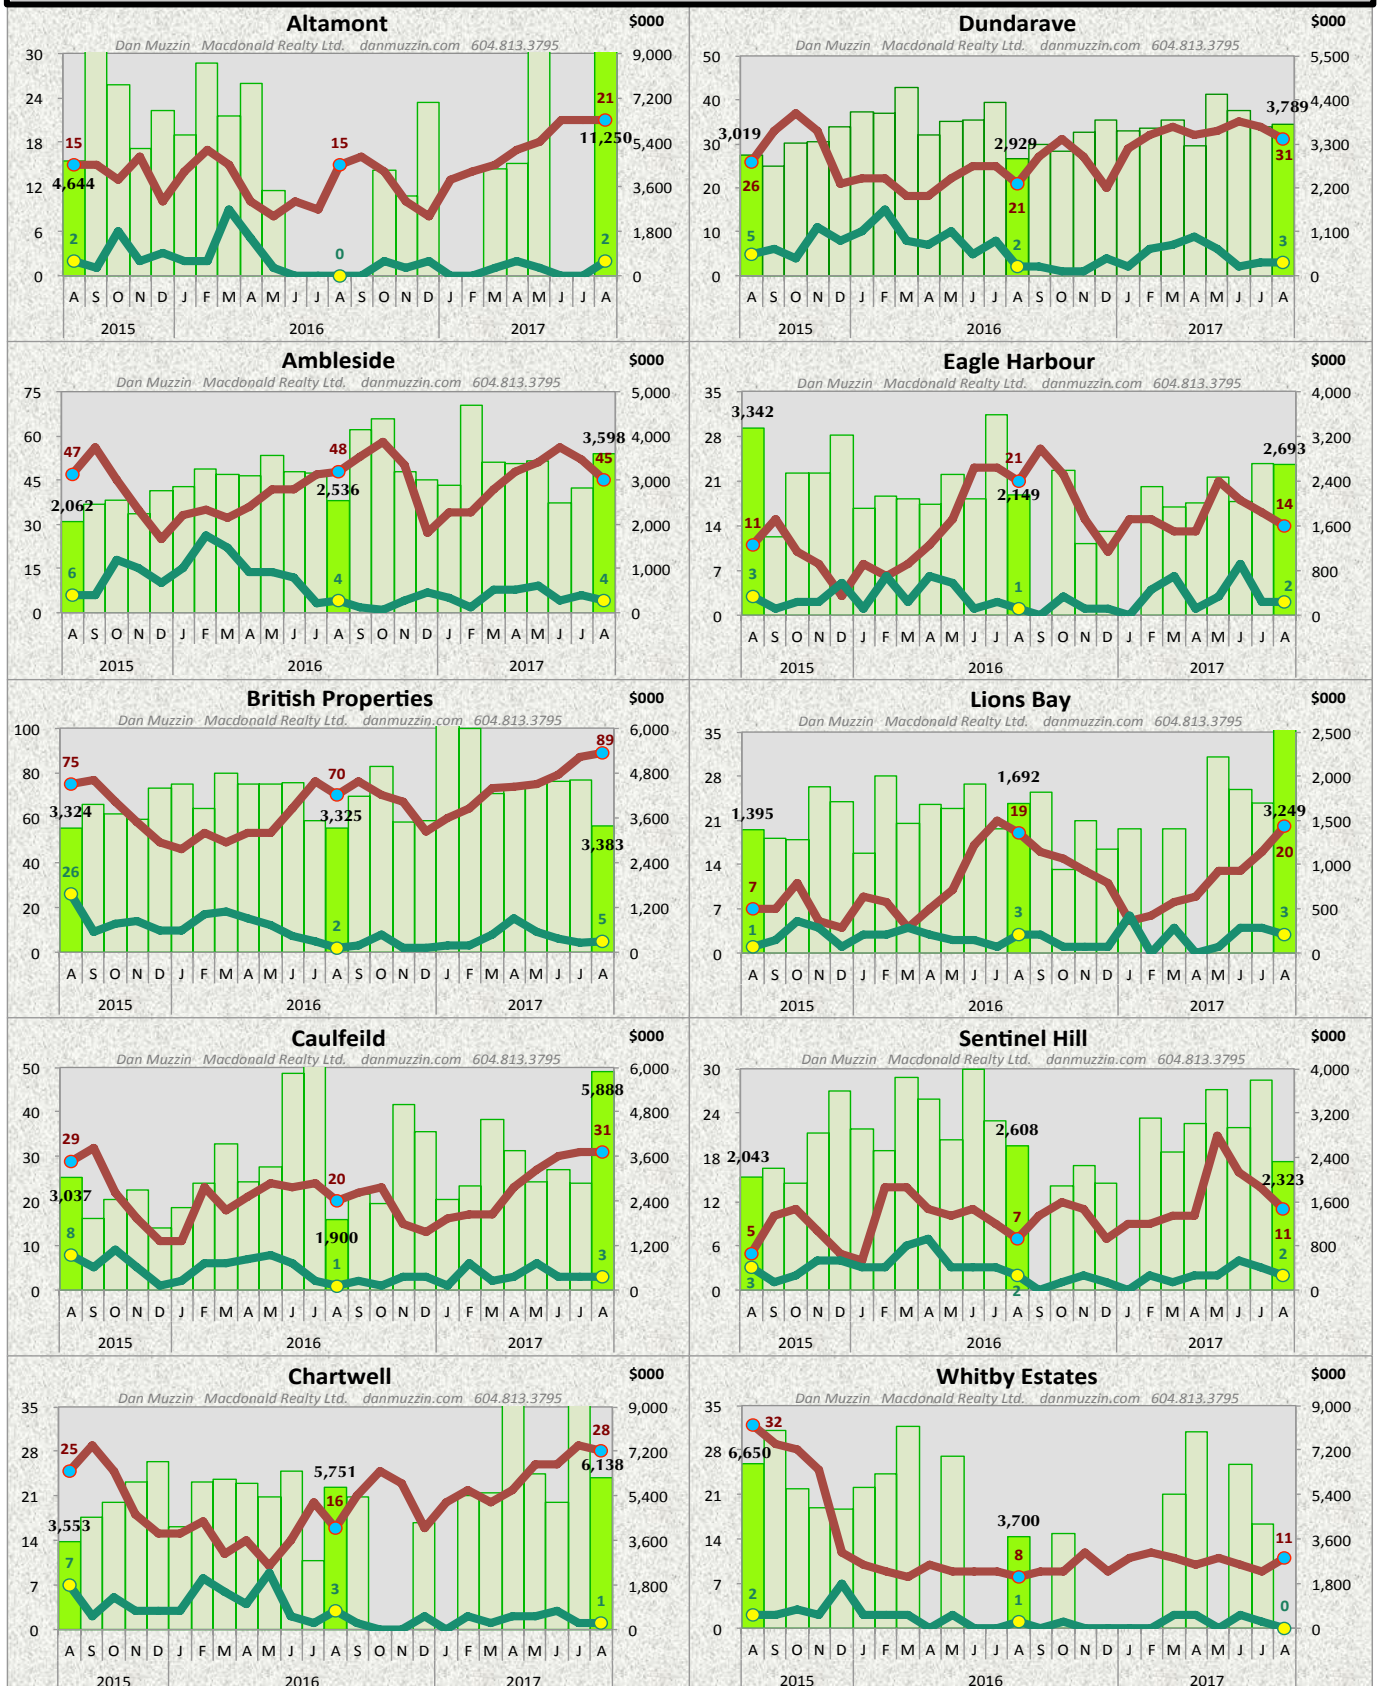 Altamont $000
Dan Muzzin Macdonald Realty Ltd. danmuzzin.com 604.813.3795
30 24 18 12 6 0
9,000 7,200 5,400 3,600 1,800 0
15 4,644 2
15 0
21 11,250 2
A S O N D J F M A M J J A S O N D J F M A M J J A
2015 2016 2017
Dundarave $000
Dan Muzzin Macdonald Realty Ltd. danmuzzin.com 604.813.3795
50 40 30 20 10 0
5,500 4,400 3,300 2,200 1,100 0
3,019 26 5
2,929 21 2
3,789 31 3
A S O N D J F M A M J J A S O N D J F M A M J J A
2015 2016 2017
Ambleside $000
Dan Muzzin Macdonald Realty Ltd. danmuzzin.com 604.813.3795
75 60 45 30 15 0
5,000 4,000 3,000 2,000 1,000 0
47 2,062 6
48 2,536 4
3,598 45 4
A S O N D J F M A M J J A S O N D J F M A M J J A
2015 2016 2017
Eagle Harbour $000
Dan Muzzin Macdonald Realty Ltd. danmuzzin.com 604.813.3795
35 28 21 14 7 0
4,000 3,200 2,400 1,600 800 0
3,342 11 3
21 2,149 1
2,693 14 2
A S O N D J F M A M J J A S O N D J F M A M J J A
2015 2016 2017
British Properties $000
Dan Muzzin Macdonald Realty Ltd. danmuzzin.com 604.813.3795
100 80 60 40 20 0
6,000 4,800 3,600 2,400 1,200 0
75 3,324 26
70 3,325 2
89 3,383 5
A S O N D J F M A M J J A S O N D J F M A M J J A
2015 2016 2017
Lions Bay $000
Dan Muzzin Macdonald Realty Ltd. danmuzzin.com 604.813.3795
35 28 21 14 7 0
2,500 2,000 1,500 1,000 500 0
1,395 7 1
1,692 19 3
3,249 20 3
A S O N D J F M A M J J A S O N D J F M A M J J A
2015 2016 2017
Caulfeild $000
Dan Muzzin Macdonald Realty Ltd. danmuzzin.com 604.813.3795
50 40 30 20 10 0
6,000 4,800 3,600 2,400 1,200 0
29 3,037 8
20 1,900 1
5,888 31 3
A S O N D J F M A M J J A S O N D J F M A M J J A
2015 2016 2017
Sentinel Hill $000
Dan Muzzin Macdonald Realty Ltd. danmuzzin.com 604.813.3795
30 24 18 12 6 0
4,000 3,200 2,400 1,600 800 0
2,043 5 3
2,608 7 2
2,323 11 2
A S O N D J F M A M J J A S O N D J F M A M J J A
2015 2016 2017
Chartwell $000
Dan Muzzin Macdonald Realty Ltd. danmuzzin.com 604.813.3795
35 28 21 14 7 0
9,000 7,200 5,400 3,600 1,800 0
25 3,553 7
5,751 16 3
28 6,138 1
A S O N D J F M A M J J A S O N D J F M A M J J A
2015 2016 2017
Whitby Estates $000
Dan Muzzin Macdonald Realty Ltd. danmuzzin.com 604.813.3795
35 28 21 14 7 0
9,000 7,200 5,400 3,600 1,800 0
32 6,650 2
3,700 8 1
11 0
A S O N D J F M A M J J A S O N D J F M A M J J A
2015 2016 2017